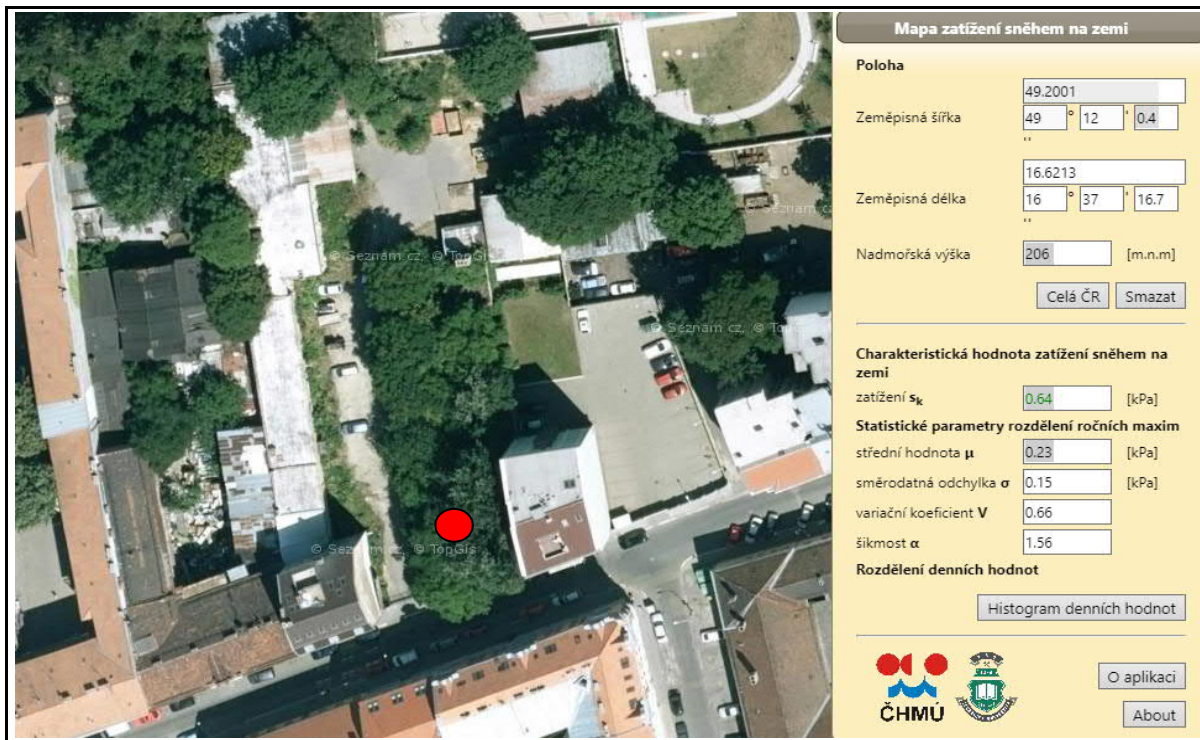 Mapa zatížení sněhem na zemi
Poloha
49.2001
Zeměpisná šířka
49 ° 12 ' 0.4
''
16.6213
Zeměpisná délka
16 ° 37 ' 16.7
''
Nadmořská výška 206 [m.n.m]
Celá ČR Smazat
Charakteristická hodnota zatížení sněhem na
zemi
zatížení sk 0.64 [kPa]
Statistické parametry rozdělení ročních maxim
střední hodnota μ 0.23 [kPa]
směrodatná odchylka σ 0.15 [kPa]
variační koeficient V 0.66
šikmost α 1.56
Rozdělení denních hodnot
Histogram denních hodnot
ČHMÚ
O aplikaci
About
© Seznam.cz, © TopGis
© Seznam.c
© Seznam.cz, © TopGis
© Seznam.cz, © TopGis